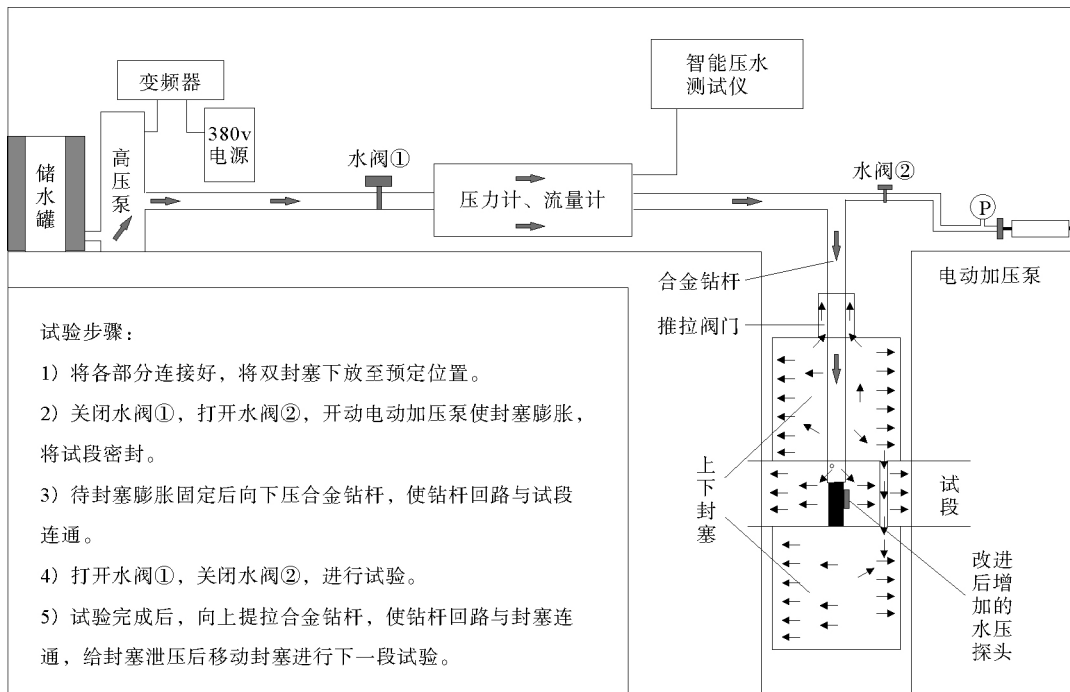 变频器
380v
电源
高压泵
储水罐
水阀①
压力计、流量计
智能压水
测试仪
水阀②
P
电动加压泵
合金钻杆
推拉阀门
上下封塞
试段
改进后增加的水压探头
试验步骤：
1）将各部分连接好，将双封塞下放至预定位置。
2）关闭水阀①，打开水阀②，开动电动加压泵使封塞膨胀，
将试段密封。
3）待封塞膨胀固定后向下压合金钻杆，使钻杆回路与试段
连通。
4）打开水阀①，关闭水阀②，进行试验。
5）试验完成后，向上提拉合金钻杆，使钻杆回路与封塞连
通，给封塞泄压后移动封塞进行下一段试验。